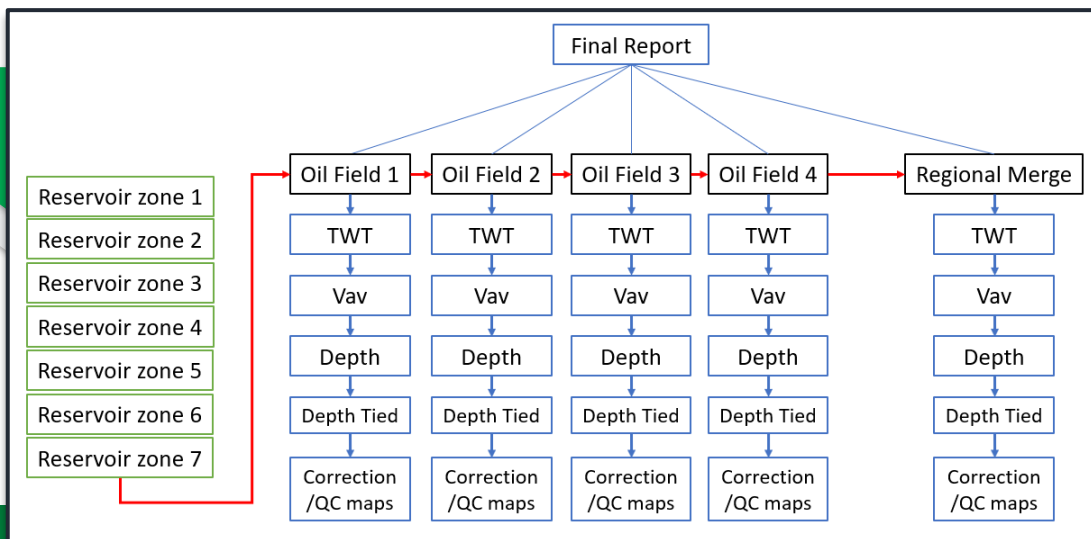 Final Report
Oil Field 1
Oil Field 2
Oil Field 3
Oil Field 4
Regional Merge
Reservoir zone 1
Reservoir zone 2
Reservoir zone 3
Reservoir zone 4
Reservoir zone 5
Reservoir zone 6
Reservoir zone 7
TWT
Vav
Depth
Depth Tied
Correction
/QC maps
TWT
Vav
Depth
Depth Tied
Correction
/QC maps
TWT
Vav
Depth
Depth Tied
Correction
/QC maps
TWT
Vav
Depth
Depth Tied
Correction
/QC maps
TWT
Vav
Depth
Depth Tied
Correction
/QC maps